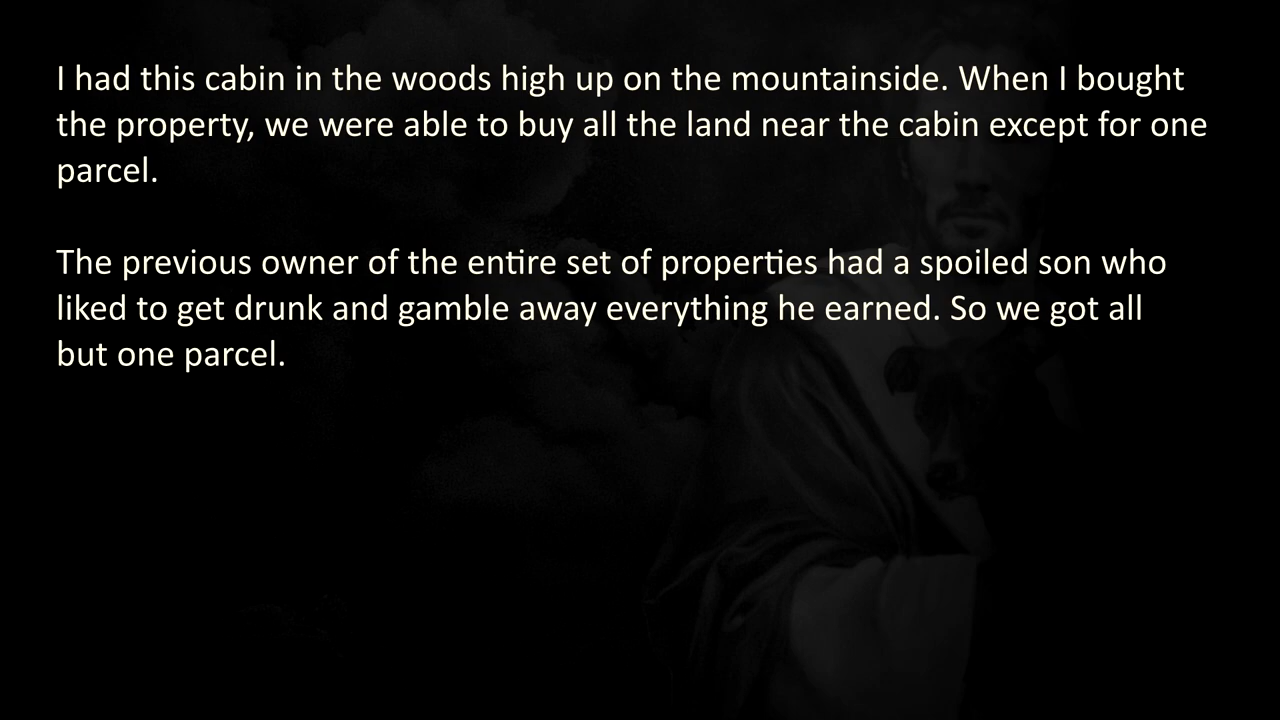 I had this cabin in the woods high up on the mountainside. When I bought
the property, we were able to buy all the land near the cabin except for one
parcel.
The previous owner of the entire set of properties had a spoiled son who
liked to get drunk and gamble away everything he earned. So we got all
but one parcel.